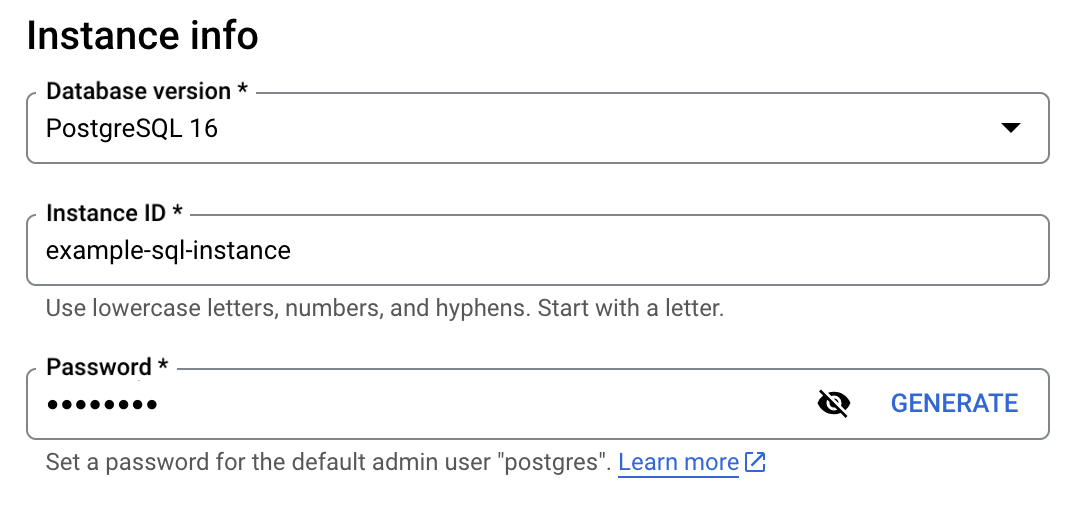 Instance info
Database version *
PostgreSQL 16
Instance ID *
example-sql-instance
Use lowercase letters, numbers, and hyphens. Start with a letter.
Password *
••••••••
GENERATE
Set a password for the default admin user "postgres". Learn more